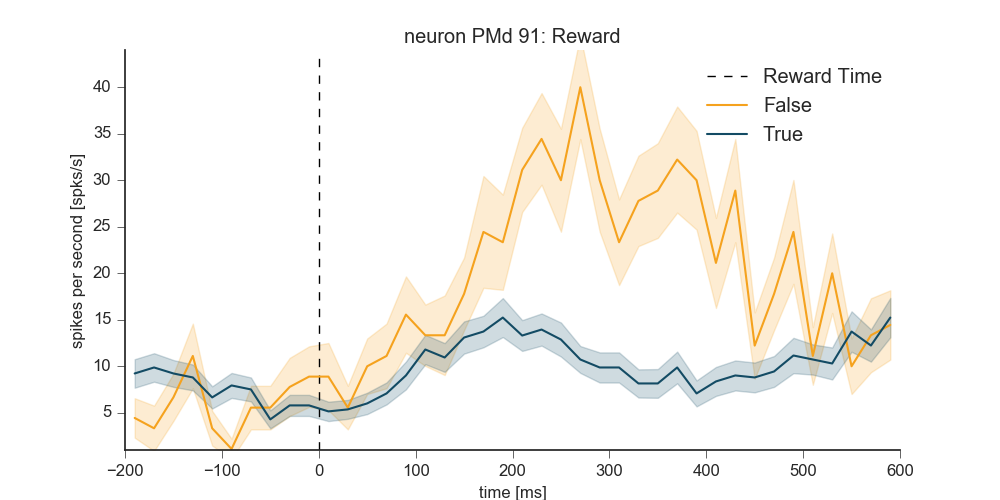 neuron PMd 91: Reward
Reward Time
False
True
spikes per second [spks/s]
40
35
30
25
20
15
10
5
−200
−100
0
100
200
300
400
500
600
time [ms]